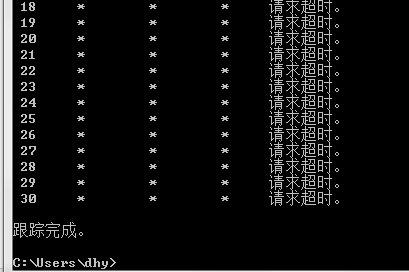 18 * * * 请求超时。
19 * * * 请求超时。
20 * * * 请求超时。
21 * * * 请求超时。
22 * * * 请求超时。
23 * * * 请求超时。
24 * * * 请求超时。
25 * * * 请求超时。
26 * * * 请求超时。
27 * * * 请求超时。
28 * * * 请求超时。
29 * * * 请求超时。
30 * * * 请求超时。
跟踪完成。
C:\Users\dhy>